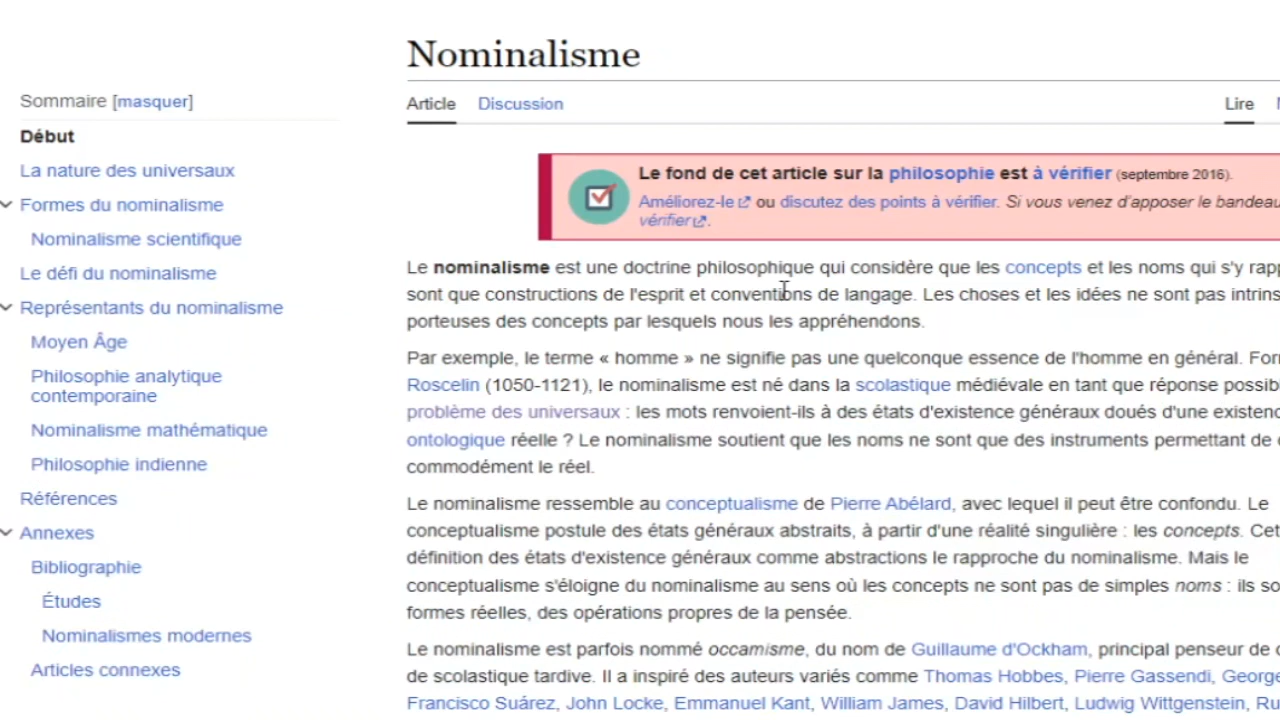 Nominalisme
Sommaire [masquer]
Début
La nature des universaux
Formes du nominalisme
Nominalisme scientifique
Le défi du nominalisme
Représentants du nominalisme
Moyen Âge
Philosophie analytique
contemporaine
Nominalisme mathématique
Philosophie indienne
Références
Annexes
Bibliographie
Études
Nominalismes modernes
Articles connexes
Article Discussion Lire
Le fond de cet article sur la philosophie est à vérifier (septembre 2016).
Améliorez-le ou discutez des points à vérifier. Si vous venez d'apposer le bandeau
vérifier.
Le nominalisme est une doctrine philosophique qui considère que les concepts et les noms qui s'y
sont que constructions de l'esprit et conventions de langage. Les choses et les idées ne sont pas
porteuses des concepts par lesquels nous les appréhendons.
Par exemple, le terme « homme » ne signifie pas une quelconque essence de l'homme en général.
Roscelin (1050-1121), le nominalisme est né dans la scolastique médiévale en tant que réponse
problème des universaux : les mots renvoient-ils à des états d'existence généraux doués d'une
ontologique réelle ? Le nominalisme soutient que les noms ne sont que des instruments permettant de
commodément le réel.
Le nominalisme ressemble au conceptualisme de Pierre Abélard, avec lequel il peut être confondu. Le
conceptualisme postule des états généraux abstraits, à partir d'une réalité singulière : les concepts.
définition des états d'existence généraux comme abstractions le rapproche du nominalisme. Mais le
conceptualisme s'éloigne du nominalisme au sens où les concepts ne sont pas de simples noms : ils
formes réelles, des opérations propres de la pensée.
Le nominalisme est parfois nommé occamisme, du nom de Guillaume d'Ockham, principal penseur de
de scolastique tardive. Il a inspiré des auteurs variés comme Thomas Hobbes, Pierre Gassendi,
Francisco Suárez, John Locke, Emmanuel Kant, William James, David Hilbert, Ludwig Wittgenstein,